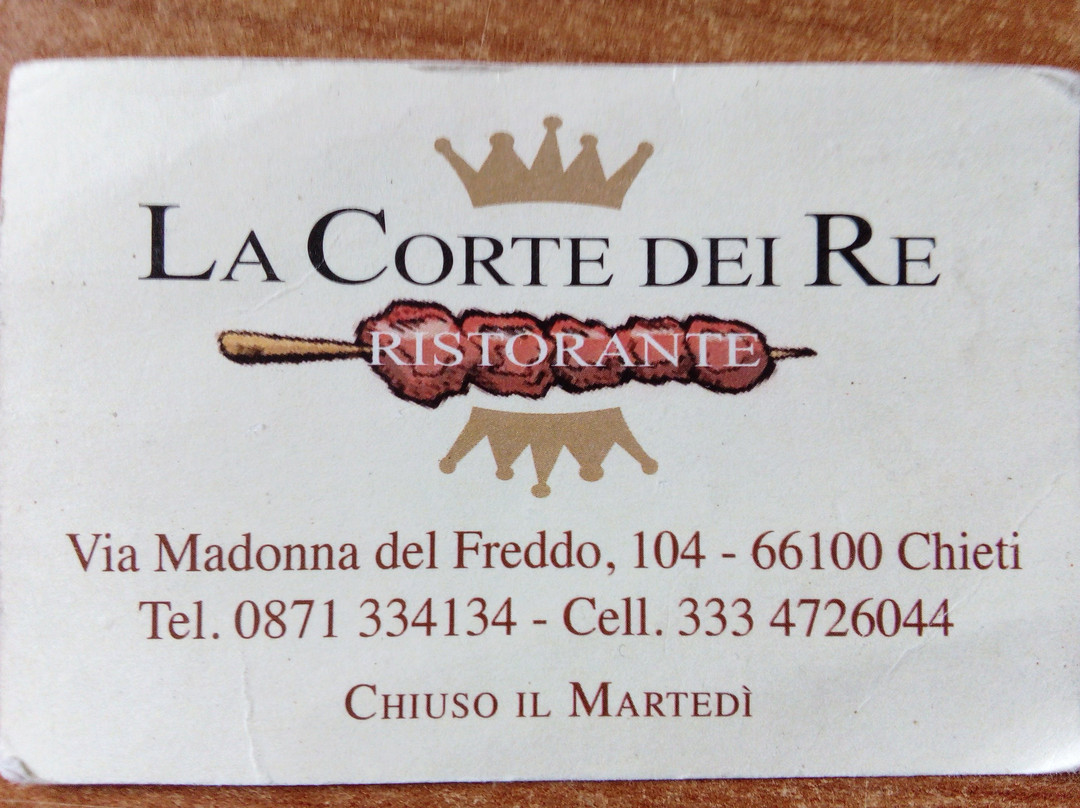 LA CORTE DEI RE
RISTORANTE
Via Madonna del Freddo, 104 - 66100 Chieti
Tel. 0871 334134 - Cell. 333 4726044
CHIUSO IL MARTEDÌ